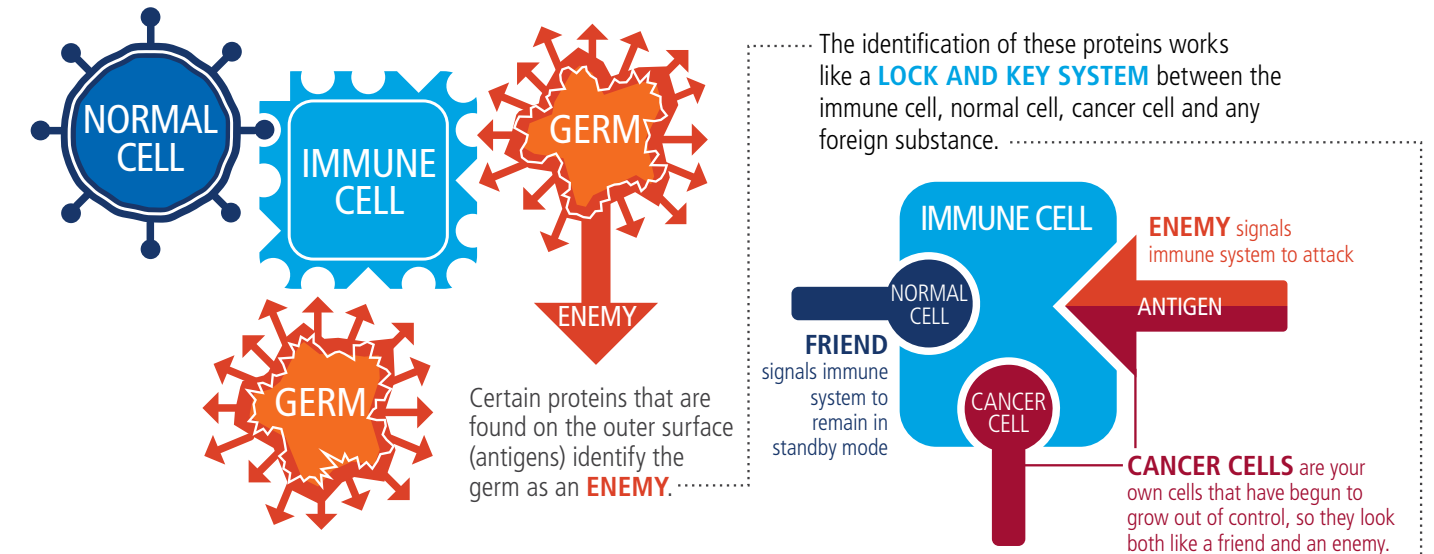 NORMAL
CELL
IMMUNE
CELL
GERM
ENEMY
GERM
Certain proteins that are
found on the outer surface
(antigens) identify the
germ as an ENEMY.
The identification of these proteins works
like a LOCK AND KEY SYSTEM between the
immune cell, normal cell, cancer cell and any
foreign substance.
IMMUNE CELL
ENEMY signals
immune system to attack
NORMAL
CELL
ANTIGEN
FRIEND
signals immune
system to
remain in
standby mode
CANCER
CELL
CANCER CELLS are your
own cells that have begun to
grow out of control, so they look
both like a friend and an enemy.